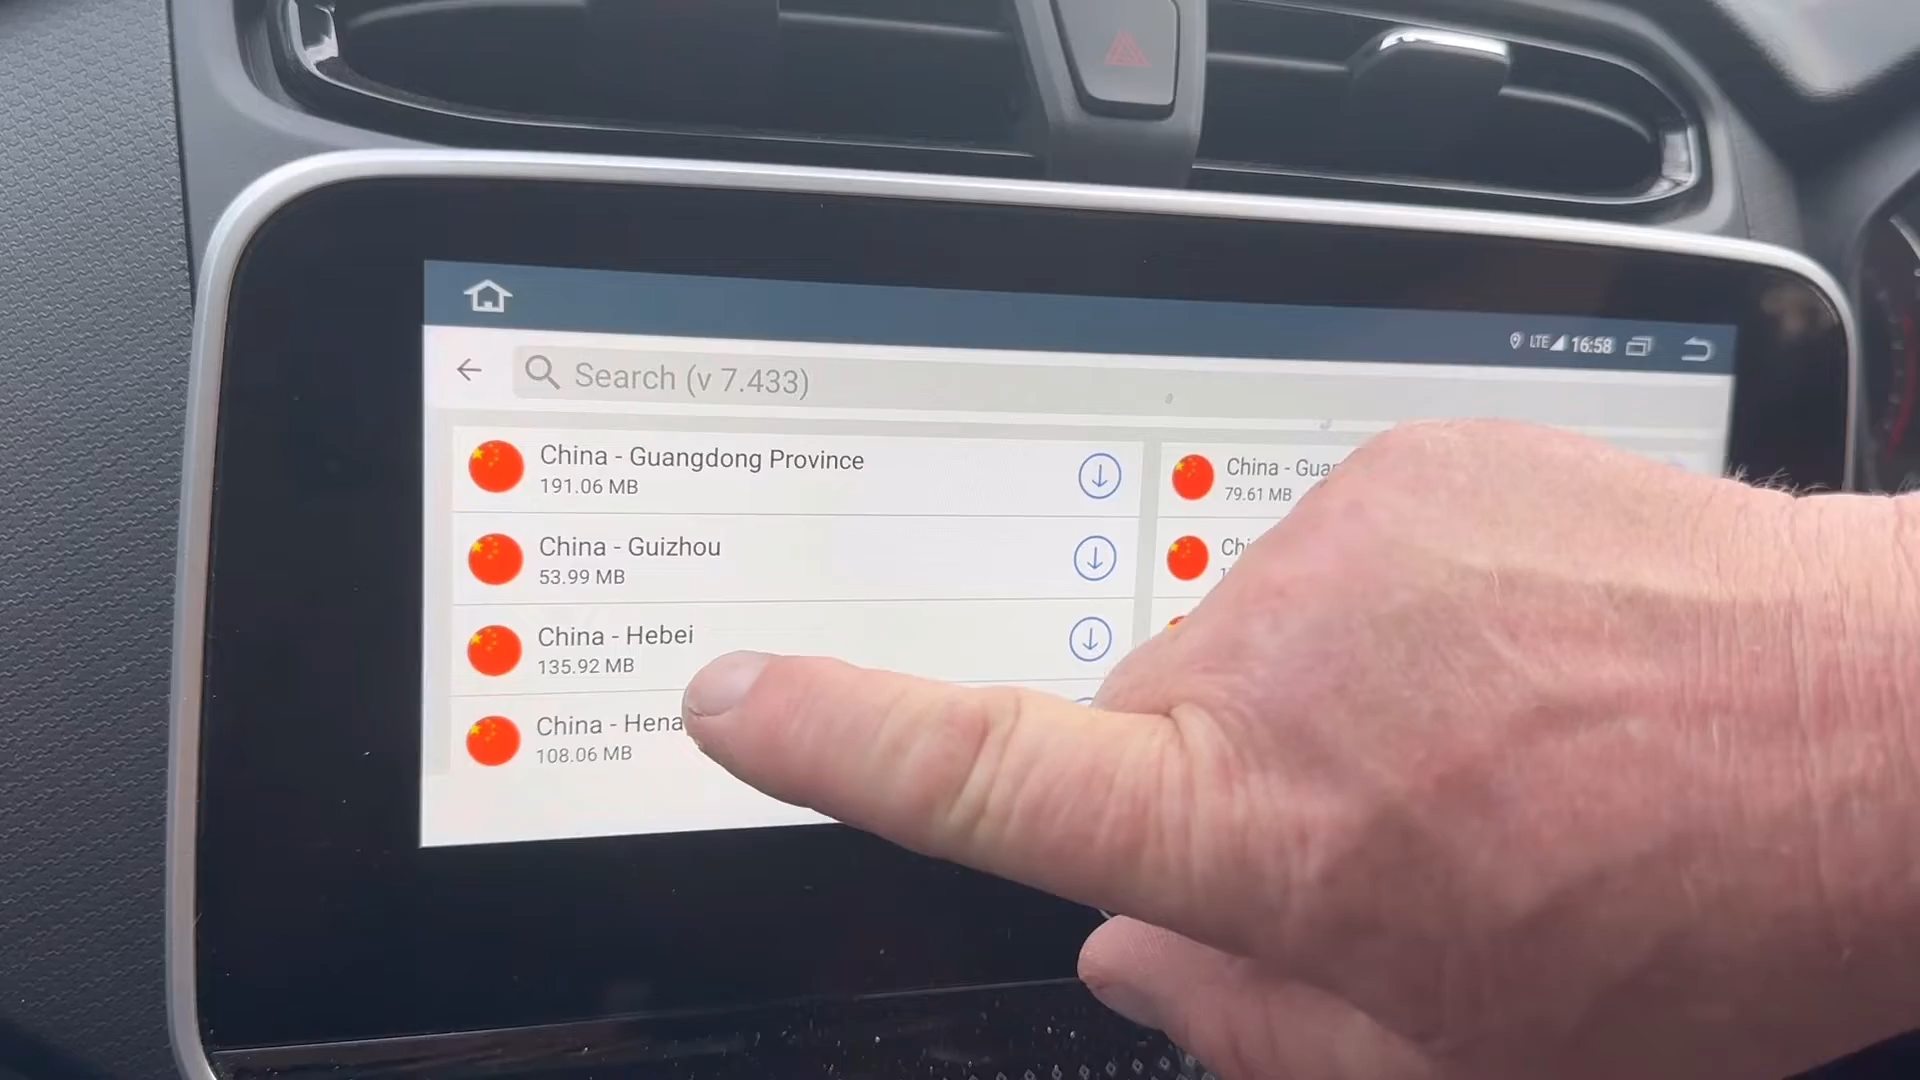 LTE 16:58
Search (v 7.433)
China - Guangdong Province
191.06 MB
China - Guizhou
53.99 MB
China - Hebei
135.92 MB
China - Hena
108.06 MB
China - Gua
79.61 MB
Chi